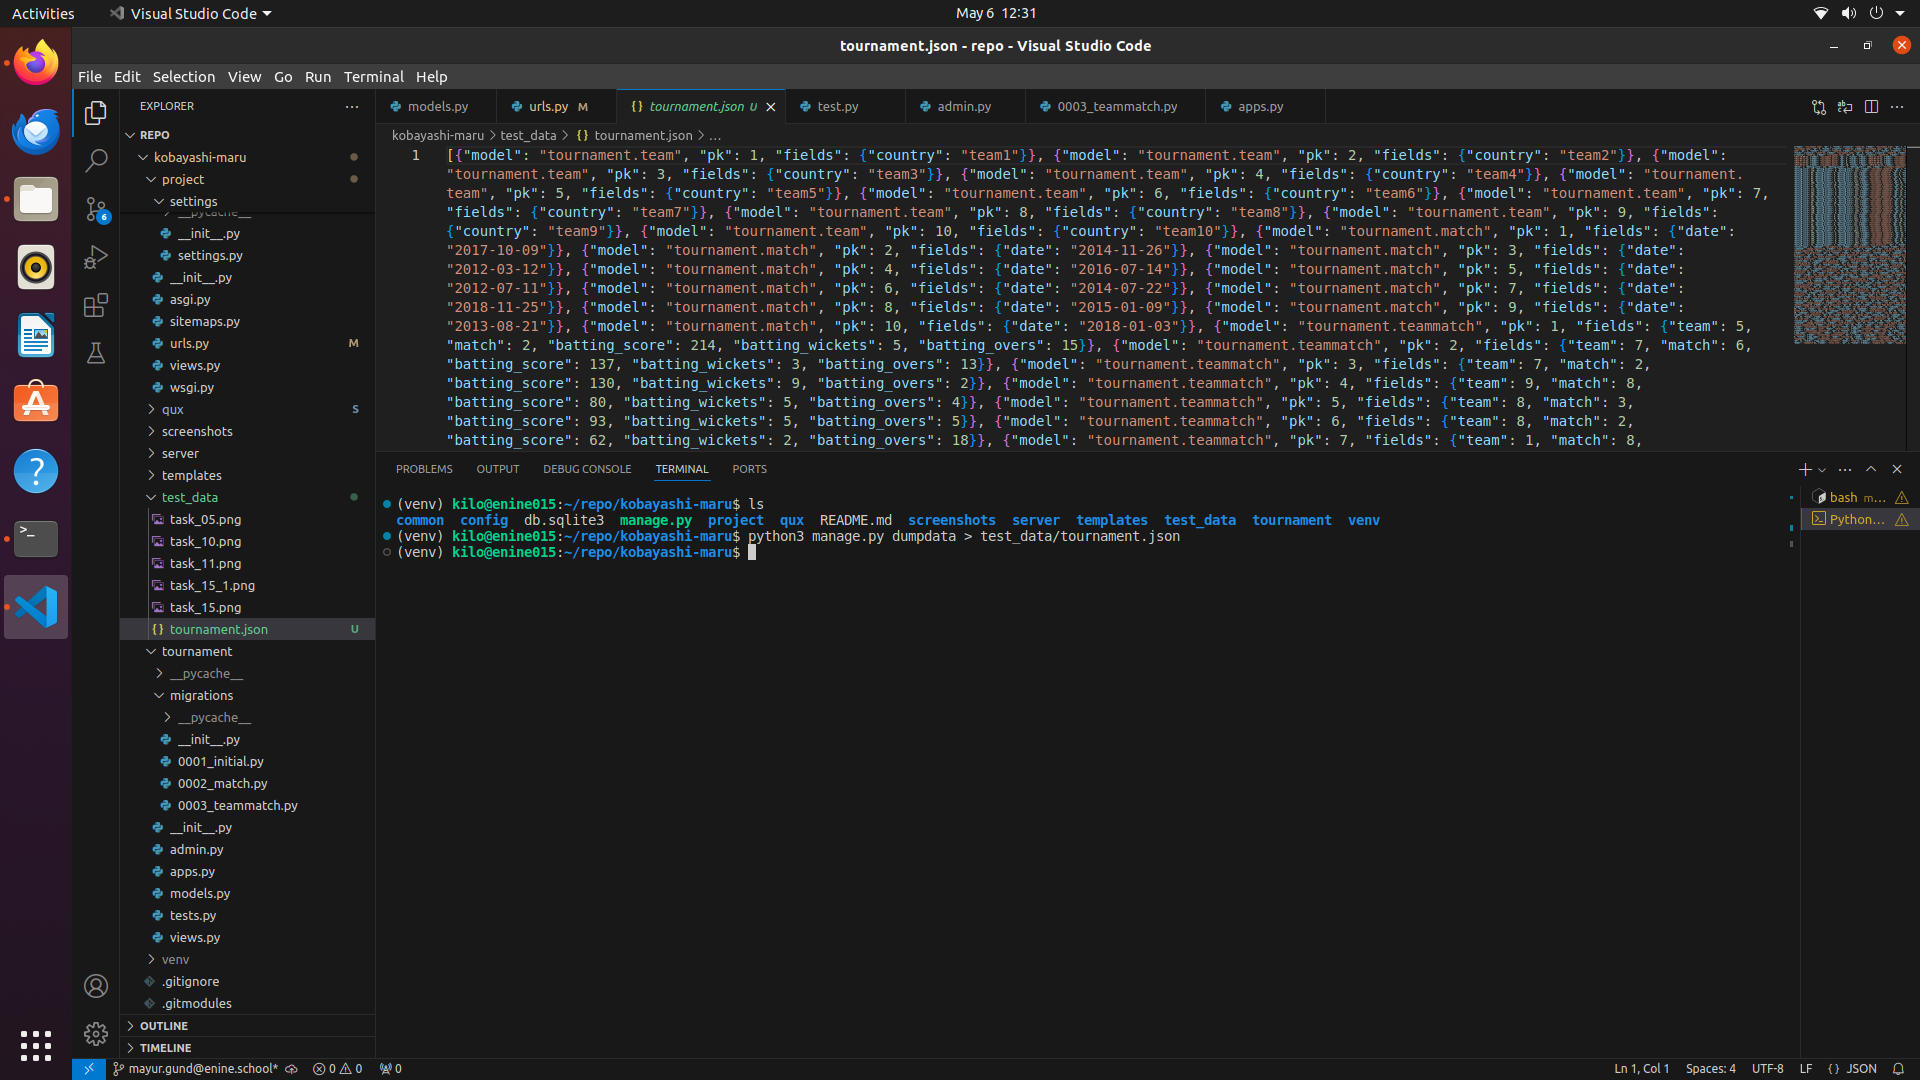 Activities
Visual Studio Code
May 6 12:31
tournament.json - repo - Visual Studio Code
File Edit Selection View Go Run Terminal Help
EXPLORER
REPO
kobayashi-maru
project
settings
__pycache__
__init__.py
settings.py
__init__.py
asgi.py
sitemaps.py
urls.py M
views.py
wsgi.py
qux S
screenshots
server
templates
test_data
task_05.png
task_10.png
task_11.png
task_15_1.png
task_15.png
tournament.json U
tournament
__pycache__
migrations
__pycache__
__init__.py
0001_initial.py
0002_match.py
0003_teammatch.py
__init__.py
admin.py
apps.py
models.py
tests.py
views.py
venv
.gitignore
.gitmodules
OUTLINE
TIMELINE
6
models.py urls.py M tournament.json U test.py admin.py 0003_teammatch.py apps.py
kobayashi-maru > test_data > {} tournament.json > ...
1 [{"model": "tournament.team", "pk": 1, "fields": {"country": "team1"}}, {"model": "tournament.team", "pk": 2, "fields": {"country": "team2"}}, {"model":
"tournament.team", "pk": 3, "fields": {"country": "team3"}}, {"model": "tournament.team", "pk": 4, "fields": {"country": "team4"}}, {"model": "tournament.
team", "pk": 5, "fields": {"country": "team5"}}, {"model": "tournament.team", "pk": 6, "fields": {"country": "team6"}}, {"model": "tournament.team", "pk": 7,
"fields": {"country": "team7"}}, {"model": "tournament.team", "pk": 8, "fields": {"country": "team8"}}, {"model": "tournament.team", "pk": 9, "fields":
{"country": "team9"}}, {"model": "tournament.team", "pk": 10, "fields": {"country": "team10"}}, {"model": "tournament.match", "pk": 1, "fields": {"date":
"2017-10-09"}}, {"model": "tournament.match", "pk": 2, "fields": {"date": "2014-11-26"}}, {"model": "tournament.match", "pk": 3, "fields": {"date":
"2012-03-12"}}, {"model": "tournament.match", "pk": 4, "fields": {"date": "2016-07-14"}}, {"model": "tournament.match", "pk": 5, "fields": {"date":
"2012-07-11"}}, {"model": "tournament.match", "pk": 6, "fields": {"date": "2014-07-22"}}, {"model": "tournament.match", "pk": 7, "fields": {"date":
"2018-11-25"}}, {"model": "tournament.match", "pk": 8, "fields": {"date": "2015-01-09"}}, {"model": "tournament.match", "pk": 9, "fields": {"date":
"2013-08-21"}}, {"model": "tournament.match", "pk": 10, "fields": {"date": "2018-01-03"}}, {"model": "tournament.teammatch", "pk": 1, "fields": {"team": 5,
"match": 2, "batting_score": 214, "batting_wickets": 5, "batting_overs": 15}}, {"model": "tournament.teammatch", "pk": 2, "fields": {"team": 7, "match": 6,
"batting_score": 137, "batting_wickets": 3, "batting_overs": 13}}, {"model": "tournament.teammatch", "pk": 3, "fields": {"team": 7, "match": 2,
"batting_score": 130, "batting_wickets": 9, "batting_overs": 2}}, {"model": "tournament.teammatch", "pk": 4, "fields": {"team": 9, "match": 8,
"batting_score": 80, "batting_wickets": 5, "batting_overs": 4}}, {"model": "tournament.teammatch", "pk": 5, "fields": {"team": 8, "match": 3,
"batting_score": 93, "batting_wickets": 5, "batting_overs": 5}}, {"model": "tournament.teammatch", "pk": 6, "fields": {"team": 8, "match": 2,
"batting_score": 62, "batting_wickets": 2, "batting_overs": 18}}, {"model": "tournament.teammatch", "pk": 7, "fields": {"team": 1, "match": 8,
PROBLEMS OUTPUT DEBUG CONSOLE TERMINAL PORTS
(venv) kilo@enine015:~/repo/kobayashi-maru$ ls
common config db.sqlite3 manage.py project qux README.md screenshots server templates test_data tournament venv
(venv) kilo@enine015:~/repo/kobayashi-maru$ python3 manage.py dumpdata > test_data/tournament.json
(venv) kilo@enine015:~/repo/kobayashi-maru$
bash m...
Python...
mayur.gund@enine.school* 0 0 0
Ln 1, Col 1 Spaces: 4 UTF-8 LF {} JSON